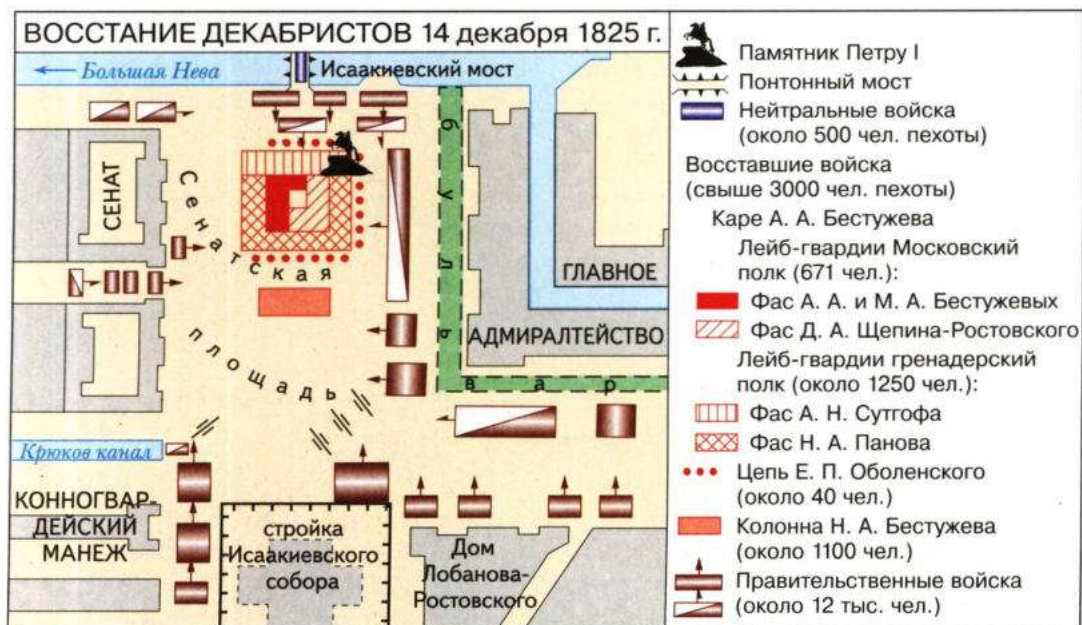 ВОССТАНИЕ ДЕКАБРИСТОВ 14 декабря 1825 г.
Большая Нева
Исаакиевский мост
СЕНАТ
Сенатская
площадь
бульвар
ГЛАВНОЕ
АДМИРАЛТЕЙСТВО
Крюков канал
КОННОГВАР-
ДЕЙСКИЙ
МАНЕЖ
стройка
Исаакиевского
собора
Дом
Лобанова-
Ростовского
Памятник Петру I
Понтонный мост
Нейтральные войска
(около 500 чел. пехоты)
Восставшие войска
(свыше 3000 чел. пехоты)
Каре А. А. Бестужева
Лейб-гвардии Московский
полк (671 чел.):
Фас А. А. и М. А. Бестужевых
Фас Д. А. Щепина-Ростовского
Лейб-гвардии гренадерский
полк (около 1250 чел.):
Фас А. Н. Сутгофа
Фас Н. А. Панова
Цепь Е. П. Оболенского
(около 40 чел.)
Колонна Н. А. Бестужева
(около 1100 чел.)
Правительственные войска
(около 12 тыс. чел.)